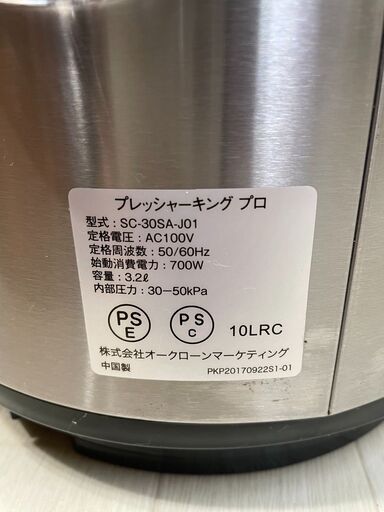 プレッシャーキング プロ
型式：SC-30SA-J01
定格電圧：AC100V
定格周波数：50/60Hz
始動消費電力：700W
容量：3.2ℓ
内部圧力：30−50kPa
PS
E
PS
C
10LRC
株式会社オークローンマーケティング
中国製
PKP20170922S1-01